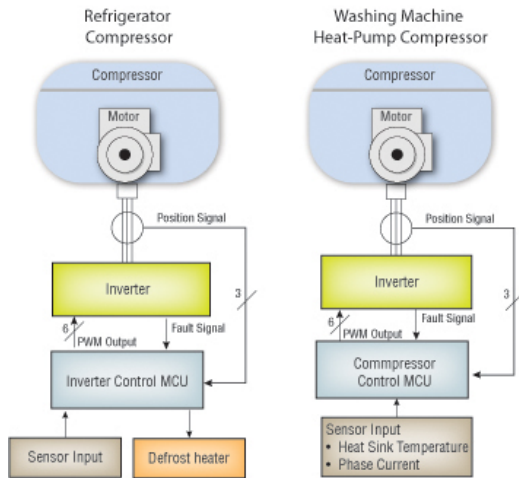 Refrigerator
Compressor
Compressor
Motor
Position Signal
Inverter
3
6
Fault Signal
PWM Output
Inverter Control MCU
Sensor Input
Defrost heater
Washing Machine
Heat-Pump Compressor
Compressor
Motor
Position Signal
Inverter
3
6
Fault Signal
PWM Output
Commpressor
Control MCU
Sensor Input
• Heat Sink Temperature
• Phase Current